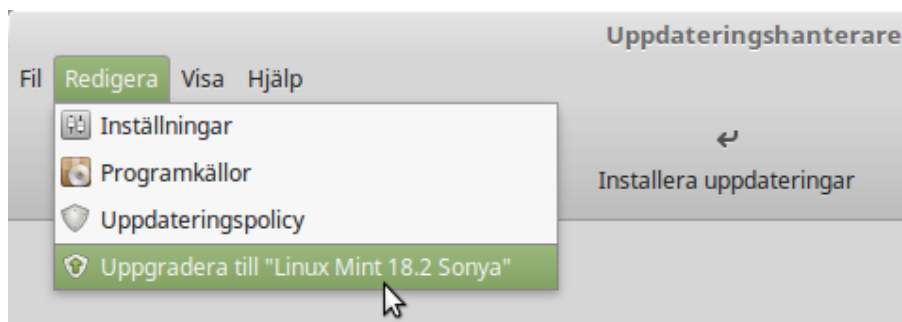 Uppdateringshanterare
Fil Redigera Visa Hjälp
Inställningar
Programkällor
Installera uppdateringar
Uppdateringspolicy
Uppgradera till "Linux Mint 18.2 Sonya"